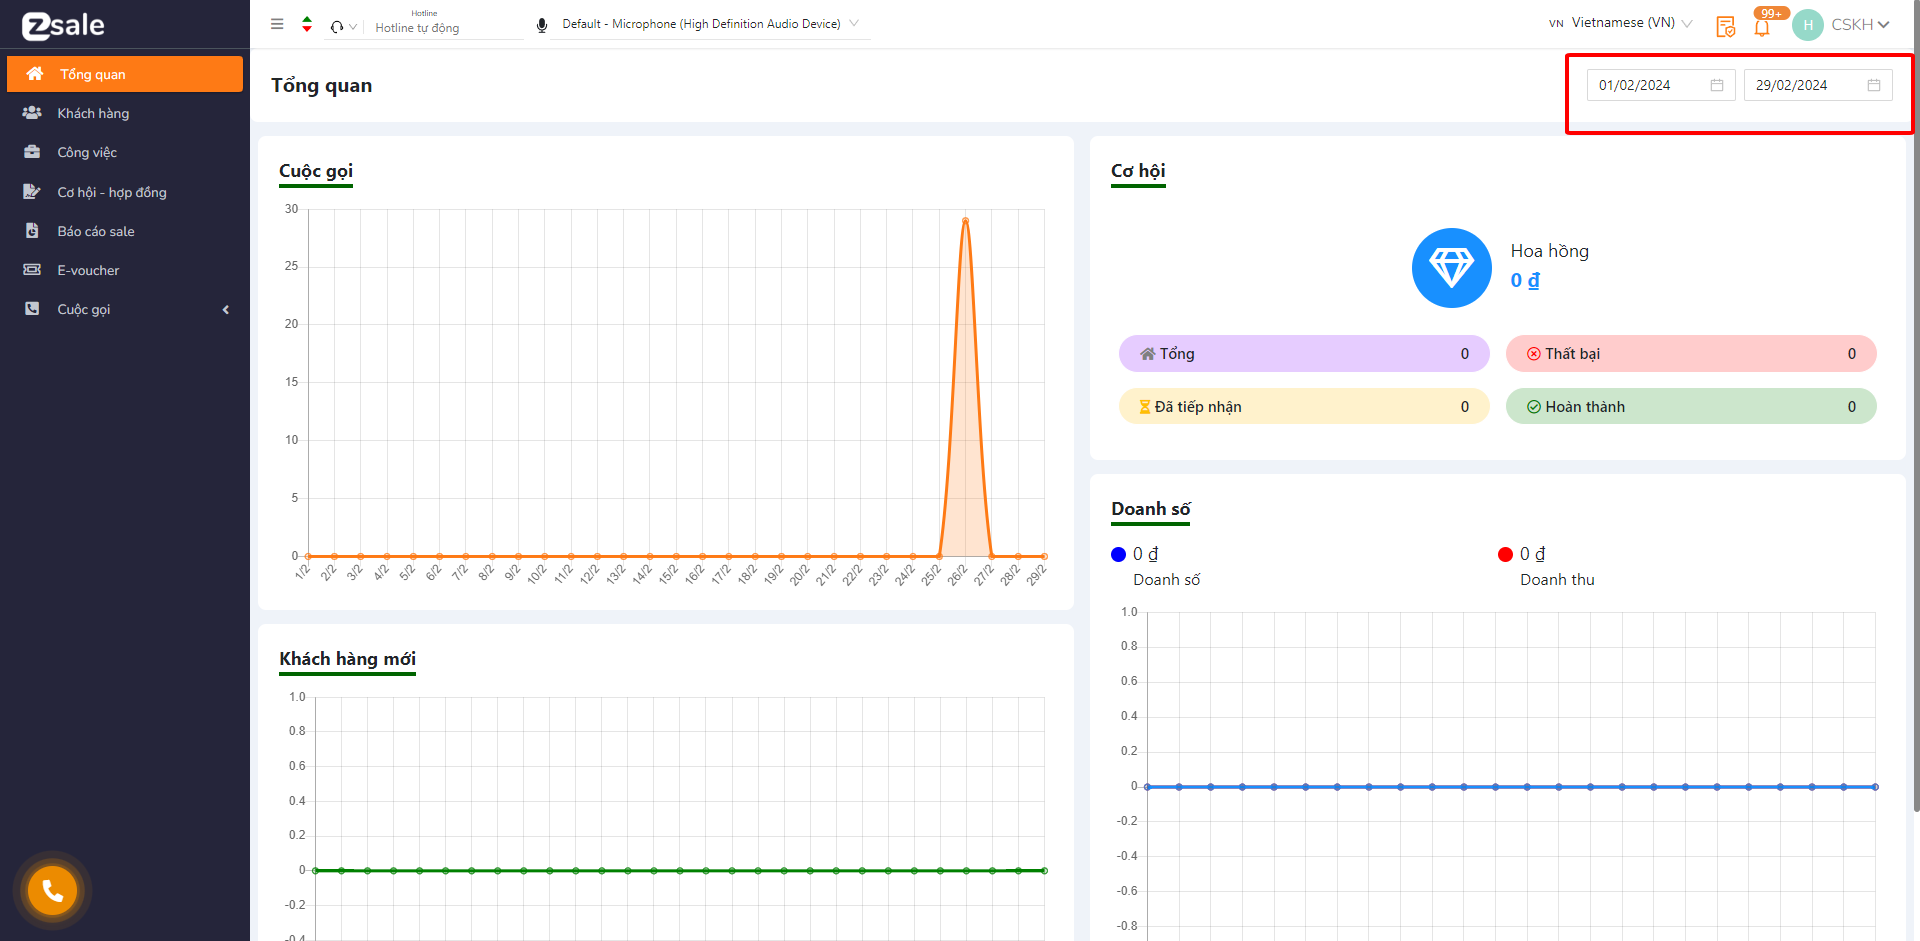 Zsale
Hotline
Hotline tự động
Default - Microphone (High Definition Audio Device)
VN Vietnamese (VN)
99+
H
CSKH
Tổng quan
Khách hàng
Công việc
Cơ hội - hợp đồng
Báo cáo sale
E-voucher
Cuộc gọi
Tổng quan
01/02/2024
29/02/2024
Cuộc gọi
30
25
20
15
10
5
0
1/2 2/2 3/2 4/2 5/2 6/2 7/2 8/2 9/2 10/2 11/2 12/2 13/2 14/2 15/2 16/2 17/2 18/2 19/2 20/2 21/2 22/2 23/2 24/2 25/2 26/2 27/2 28/2 29/2
Khách hàng mới
1.0
0.8
0.6
0.4
0.2
0
-0.2
-0.4
Cơ hội
Hoa hồng
0 ₫
Tổng 0
Thất bại 0
Đã tiếp nhận 0
Hoàn thành 0
Doanh số
0 ₫
Doanh số
0 ₫
Doanh thu
1.0
0.8
0.6
0.4
0.2
0
-0.2
-0.4
-0.6
-0.8